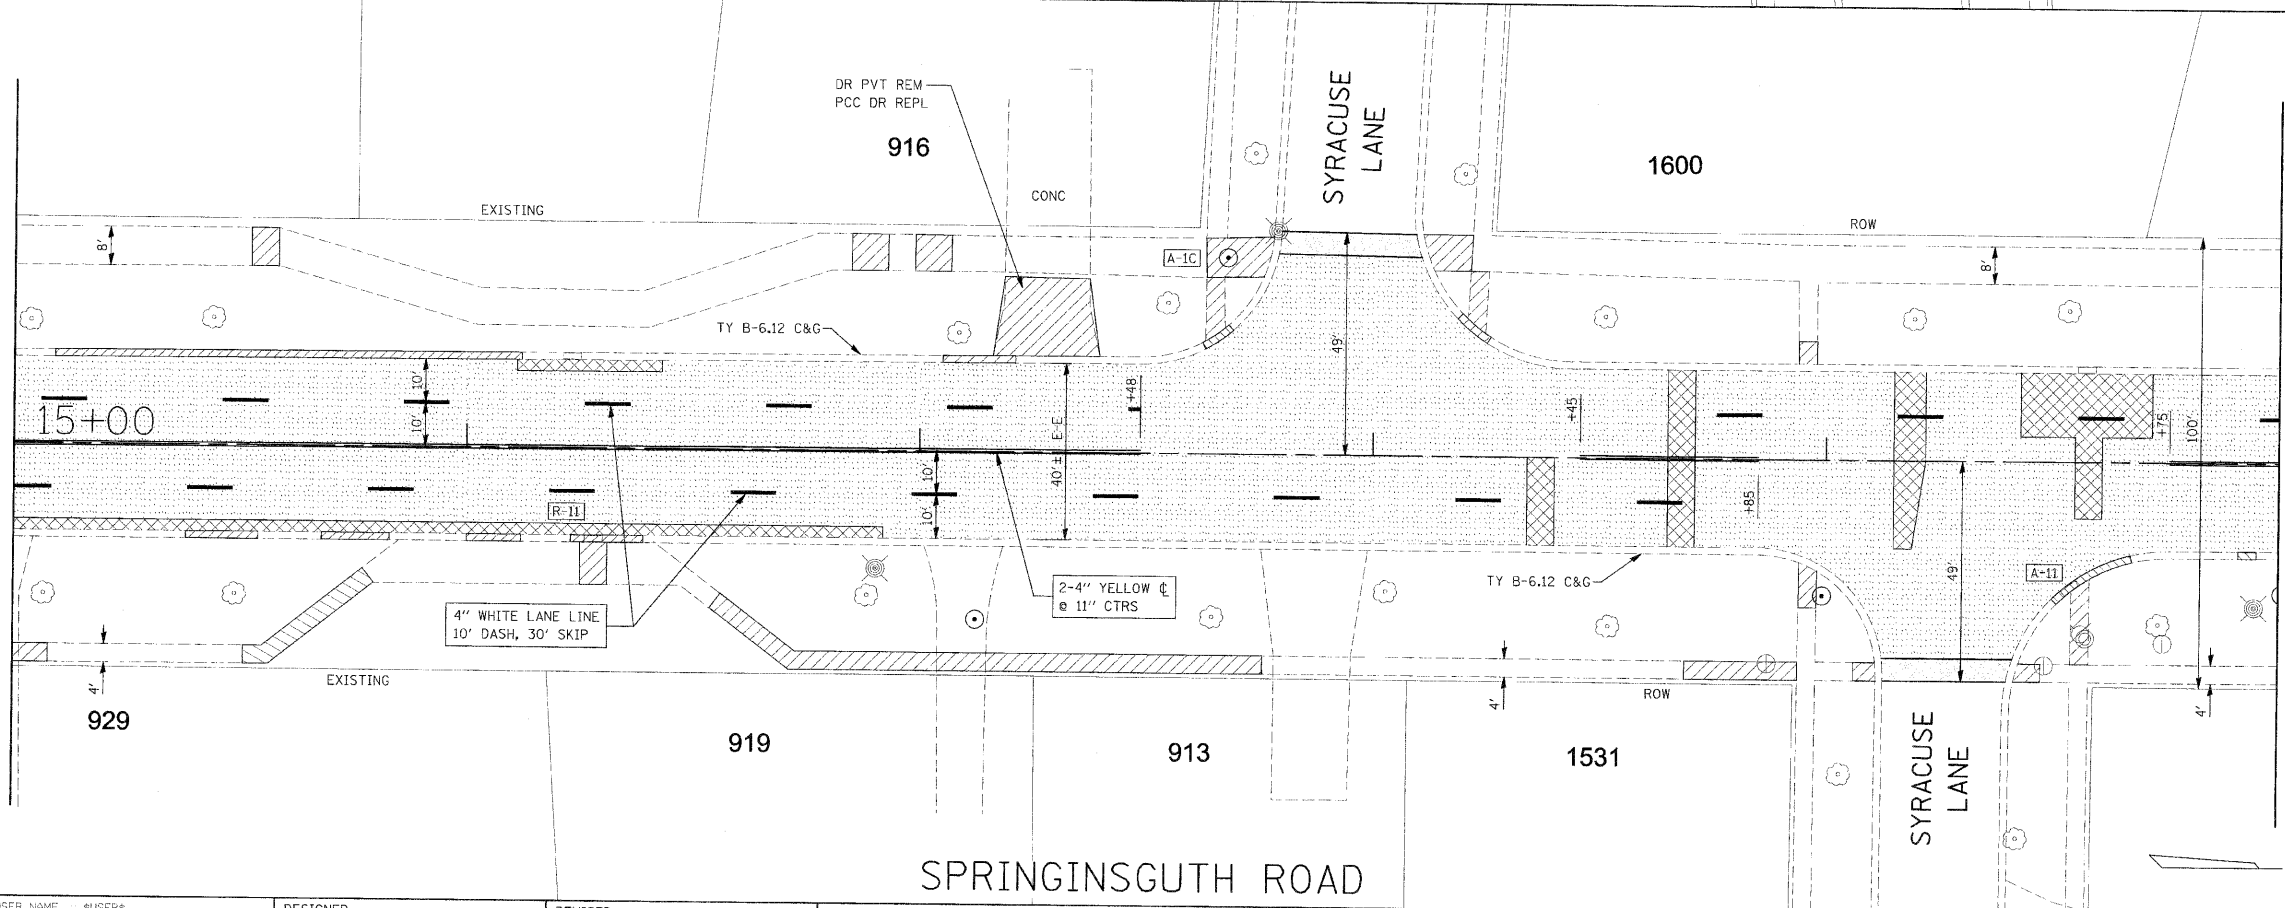 DR PVT REM
PCC DR REPL
916
SYRACUSE
LANE
1600
CONC
EXISTING
ROW
8'
A-1C
8'
TY B-6.12 C&G
49'
10'
10'
+48
+45
+75
100'
15+00
40'± E-E
10'
10'
R-11
+85
49'
A-11
TY B-6.12 C&G
2-4" YELLOW ℄
@ 11" CTRS
4" WHITE LANE LINE
10' DASH, 30' SKIP
4'
EXISTING
4'
ROW
4'
929
919
913
1531
SYRACUSE
LANE
SPRINGINSGUTH ROAD